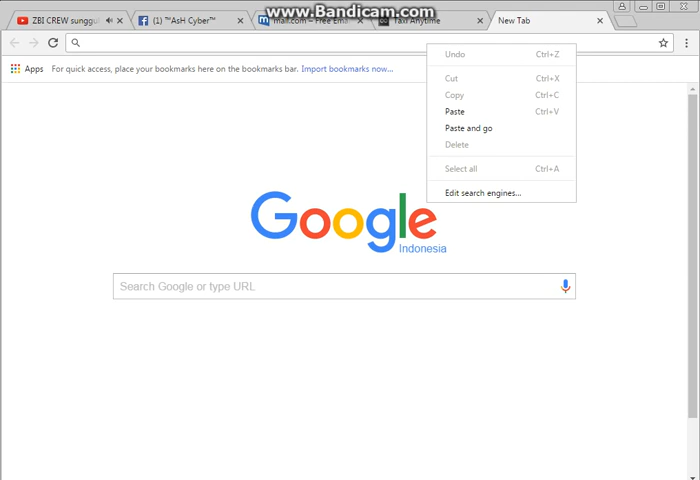 www.Bandicam.com
ZBI CREW sunggul
(1) ™AsH Cyber™
mail.com – Free Emai
Taxi Anytime
New Tab
Apps
For quick access, place your bookmarks here on the bookmarks bar. Import bookmarks now...
Undo Ctrl+Z
Cut Ctrl+X
Copy Ctrl+C
Paste Ctrl+V
Paste and go
Delete
Select all Ctrl+A
Edit search engines...
Google
Indonesia
Search Google or type URL